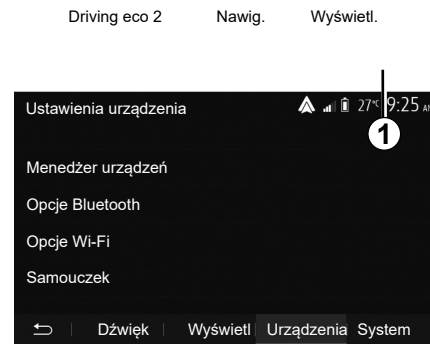 Driving eco 2 Nawig. Wyświetl.
Ustawienia urządzenia 27°C 9:25 AM
1
Menedżer urządzeń
Opcje Bluetooth
Opcje Wi-Fi
Samouczek
Dźwięk Wyświetl Urządzenia System